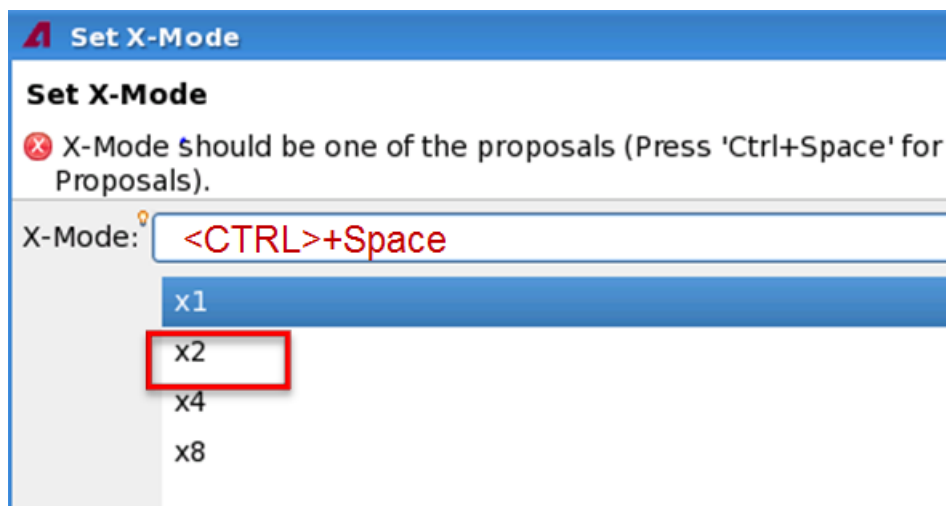 Set X-Mode
Set X-Mode
X-Mode should be one of the proposals (Press 'Ctrl+Space' for
Proposals).
X-Mode: <CTRL>+Space
x1
x2
x4
x8